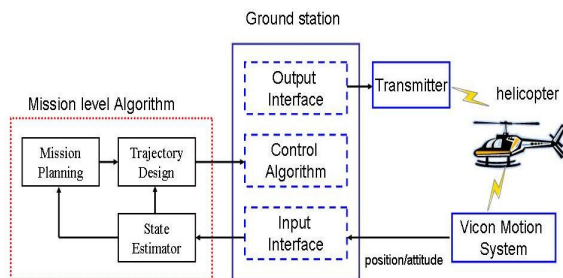 Ground station
Output
Interface
Transmitter
helicopter
Mission level Algorithm
Mission
Planning
Trajectory
Design
Control
Algorithm
State
Estimator
Input
Interface
Vicon Motion
System
position/attitude